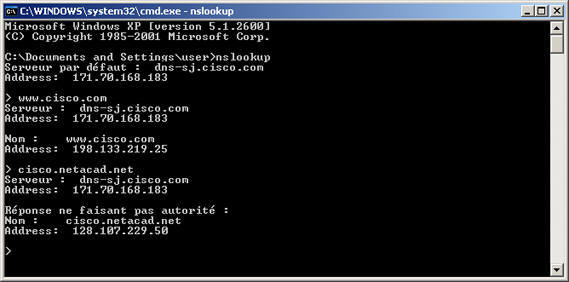 C:\WINDOWS\system32\cmd.exe - nslookup
Microsoft Windows XP [version 5.1.2600]
(C) Copyright 1985-2001 Microsoft Corp.
C:\Documents and Settings\user>nslookup
Serveur par défaut :  dns-sj.cisco.com
Address:  171.70.168.183
> www.cisco.com
Serveur :  dns-sj.cisco.com
Address:  171.70.168.183
Nom :    www.cisco.com
Address:  198.133.219.25
> cisco.netacad.net
Serveur :  dns-sj.cisco.com
Address:  171.70.168.183
Réponse ne faisant pas autorité :
Nom :    cisco.netacad.net
Address:  128.107.229.50
>